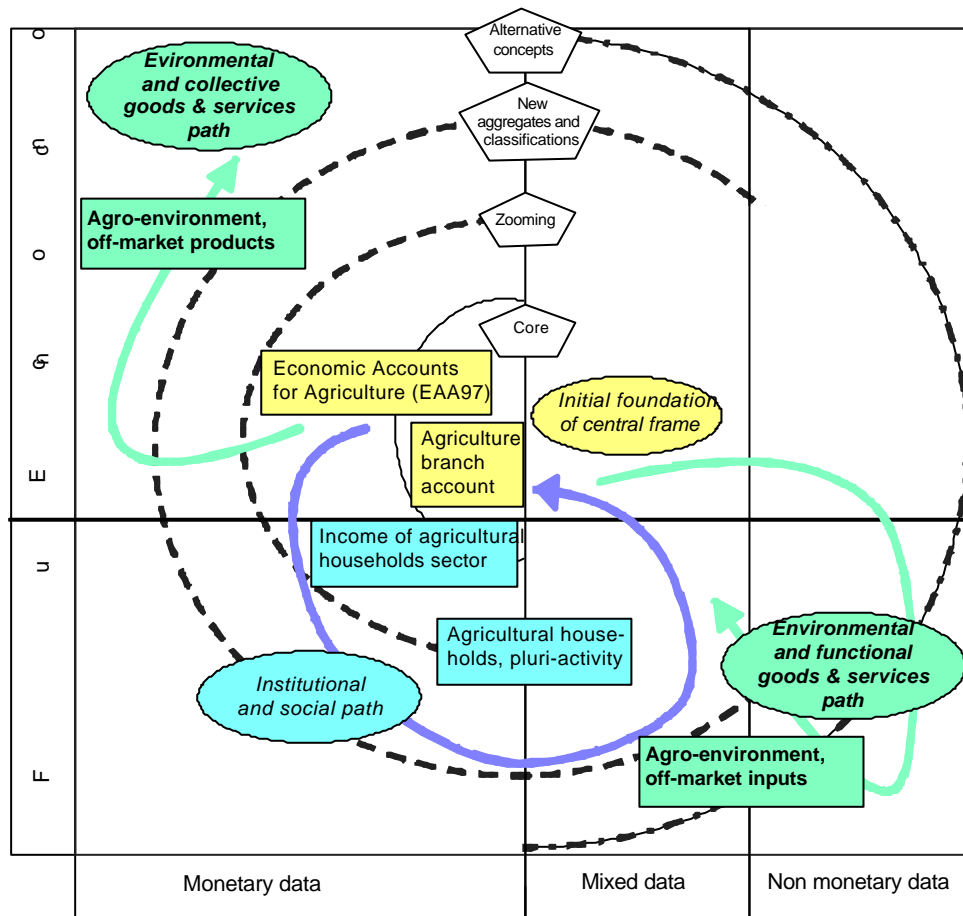 Alternative
concepts
Evironmental
and collective
goods & services
path
New
aggregates and
classifications
Agro-environment,
off-market products
Zooming
Core
Economic Accounts
for Agriculture (EAA97)
Initial foundation
of central frame
Agriculture
branch
account
E
u
F
Income of agricultural
households sector
Agricultural house-
holds, pluri-activity
Environmental
and functional
goods & services
path
Institutional
and social path
Agro-environment,
off-market inputs
Monetary data
Mixed data
Non monetary data